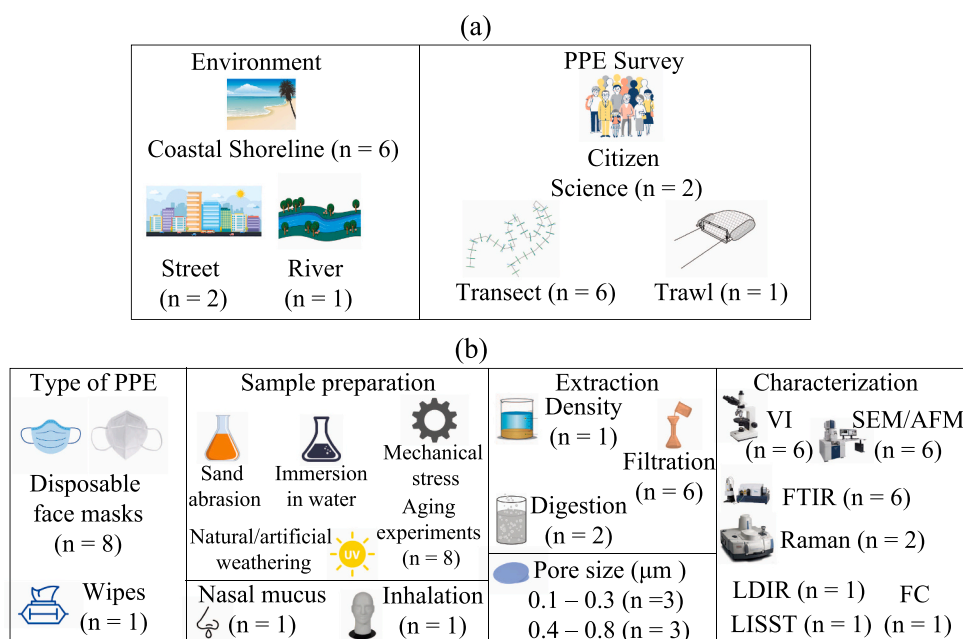 (a)
Environment
Coastal Shoreline (n = 6)
Street
(n = 2)
River
(n = 1)
PPE Survey
Citizen
Science (n = 2)
Transect (n = 6)
Trawl (n = 1)
(b)
Type of PPE
Disposable
face masks
(n = 8)
Wipes
(n = 1)
Sample preparation
Sand
abrasion
Immersion
in water
Mechanical
stress
Aging
experiments
(n = 8)
Natural/artificial
weathering
UV
Nasal mucus
(n = 1)
Inhalation
(n = 1)
Extraction
Density
(n = 1)
Filtration
(n = 6)
Digestion
(n = 2)
Pore size (μm )
0.1 – 0.3 (n =3)
0.4 – 0.8 (n = 3)
Characterization
VI
(n = 6)
SEM/AFM
(n = 6)
FTIR (n = 6)
Raman (n = 2)
LDIR (n = 1)
FC
(n = 1)
LISST (n = 1)